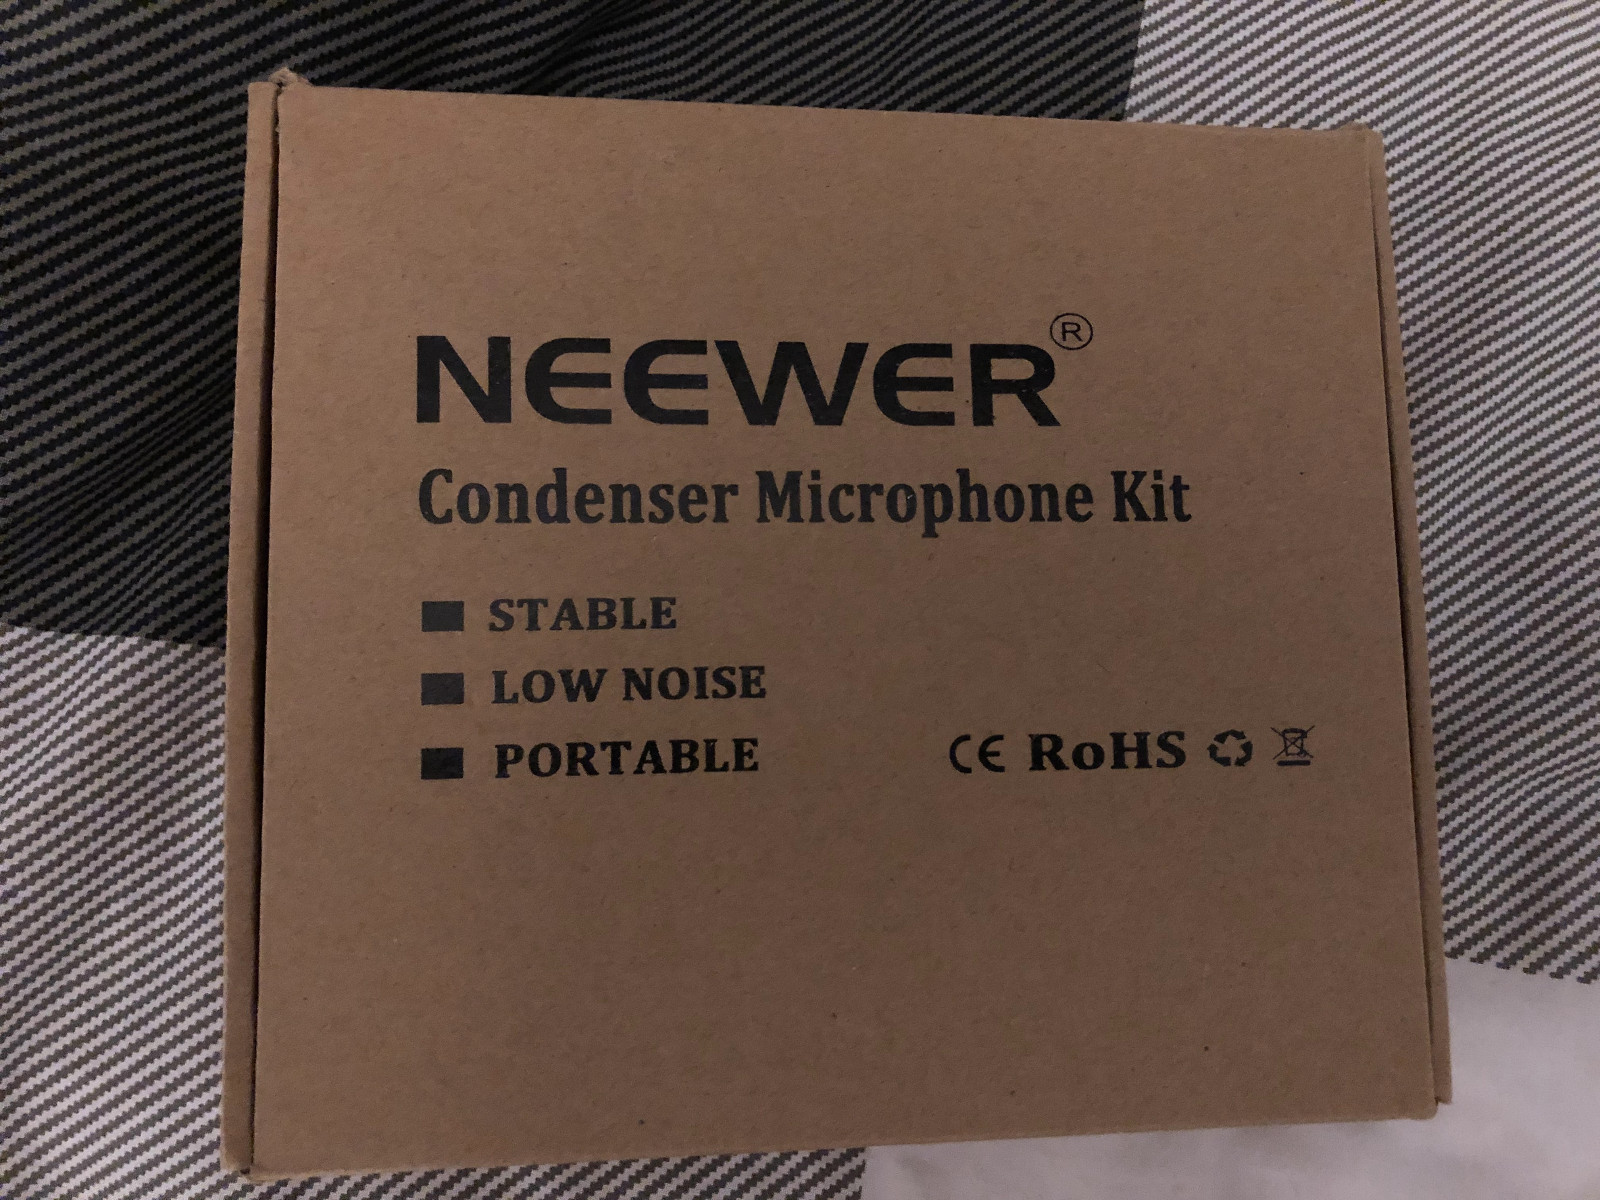 NEEWER®
Condenser Microphone Kit
STABLE
LOW NOISE
PORTABLE
CE RoHS